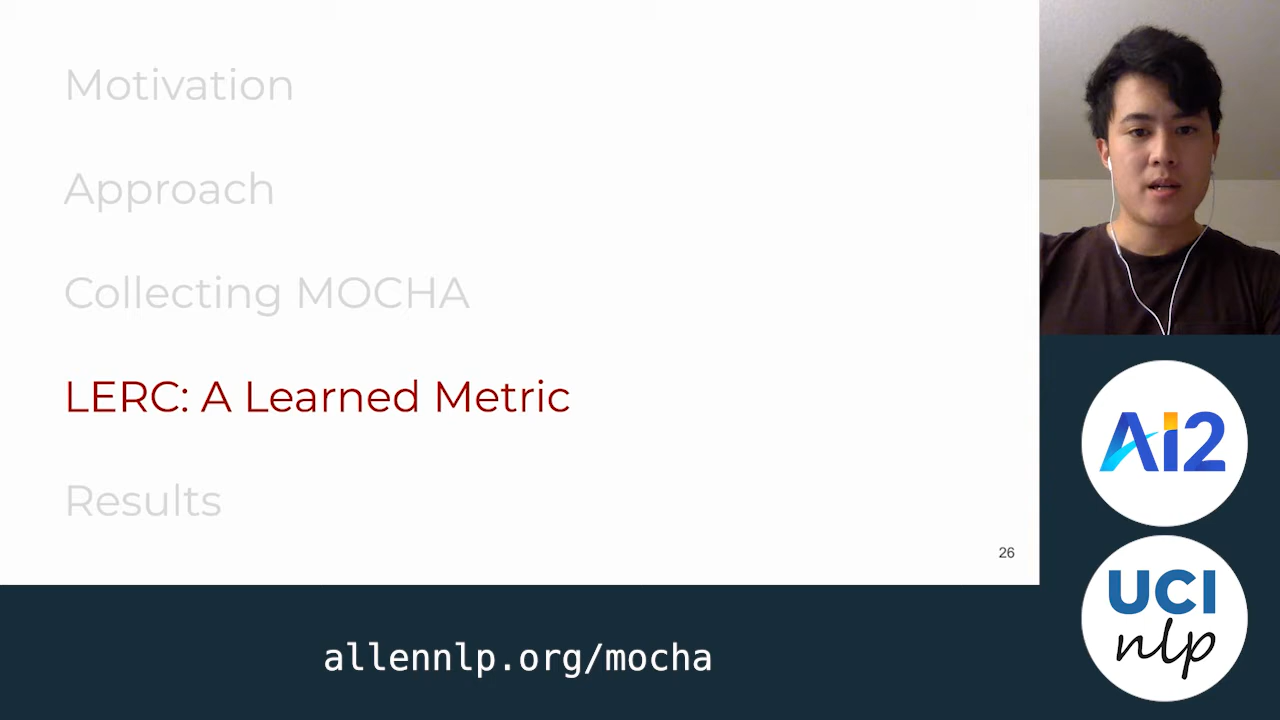 Motivation
Approach
Collecting MOCHA
LERC: A Learned Metric
Results
26
allennlp.org/mocha
Ai2
UCI
nlp